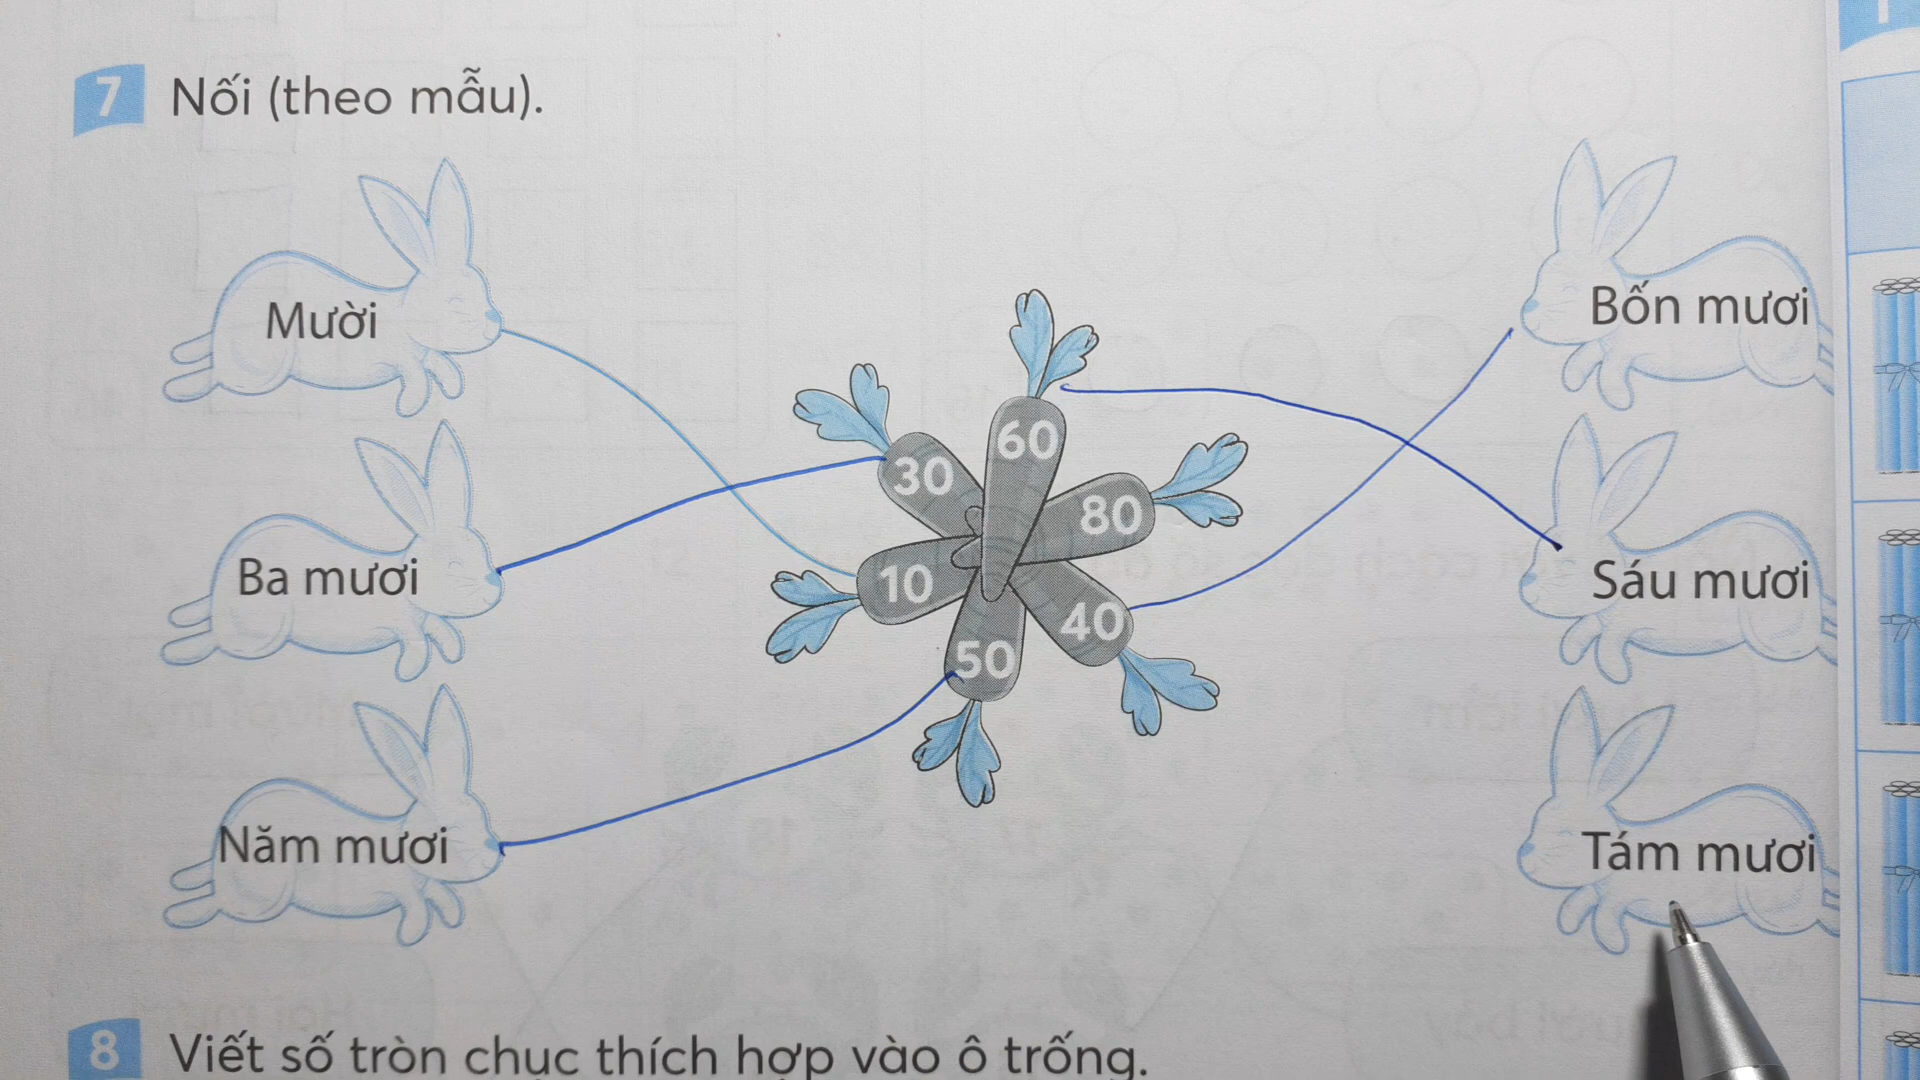 7 Nối (theo mẫu).
Mười
Ba mươi
Năm mươi
60
30
80
10
40
50
Bốn mươi
Sáu mươi
Tám mươi
8 Viết số tròn chục thích hợp vào ô trống.